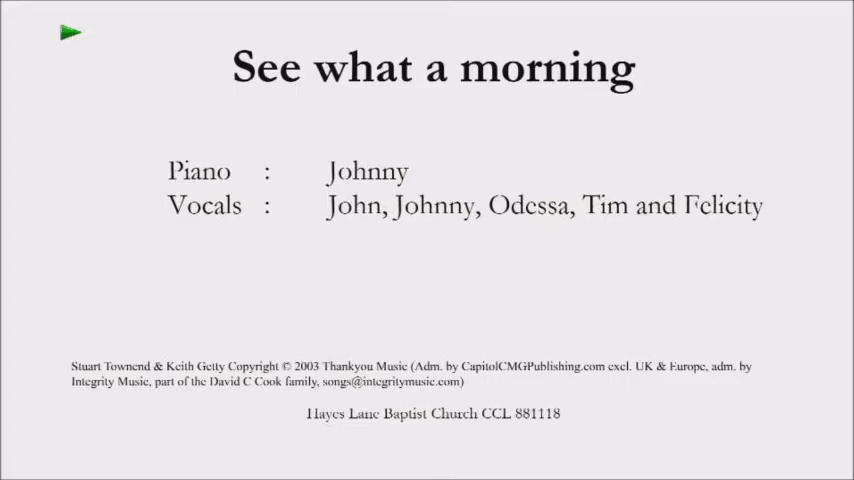 See what a morning
Piano : Johnny
Vocals : John, Johnny, Odessa, Tim and Felicity
Stuart Townend & Keith Getty Copyright © 2003 Thankyou Music (Adm. by CapitolCMGPublishing.com excl. UK & Europe, adm. by
Integrity Music, part of the David C Cook family, songs@integritymusic.com)
Hayes Lane Baptist Church CCL 881118